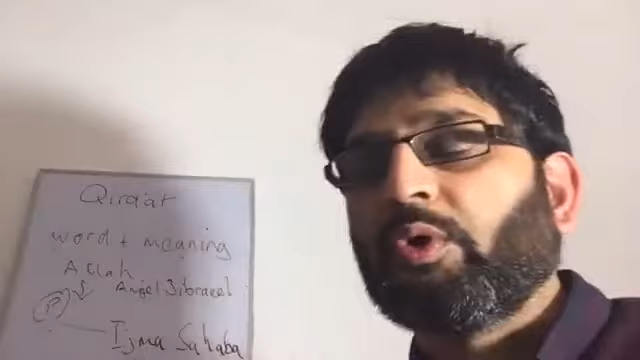 Qiraat
word + meaning
Allah
Angel Jibraeel
P
Ijma Sahaba